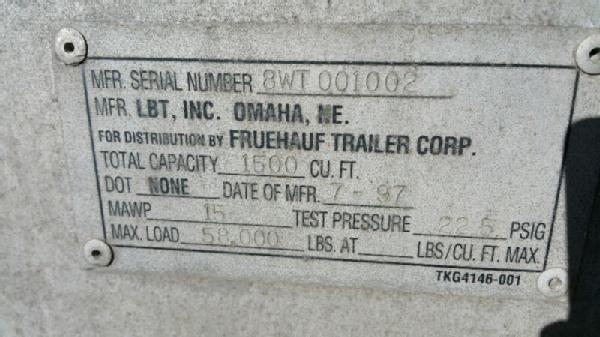 MFR. SERIAL NUMBER 8WT 001002
MFR. LBT, INC. OMAHA, NE.
FOR DISTRIBUTION BY FRUEHAUF TRAILER CORP.
TOTAL CAPACITY 1600 CU. FT.
DOT NONE DATE OF MFR. 7-97
MAWP 15 TEST PRESSURE 22.5 PSIG
MAX. LOAD 58,000 LBS. AT LBS/CU. FT. MAX.
TKG4146-001